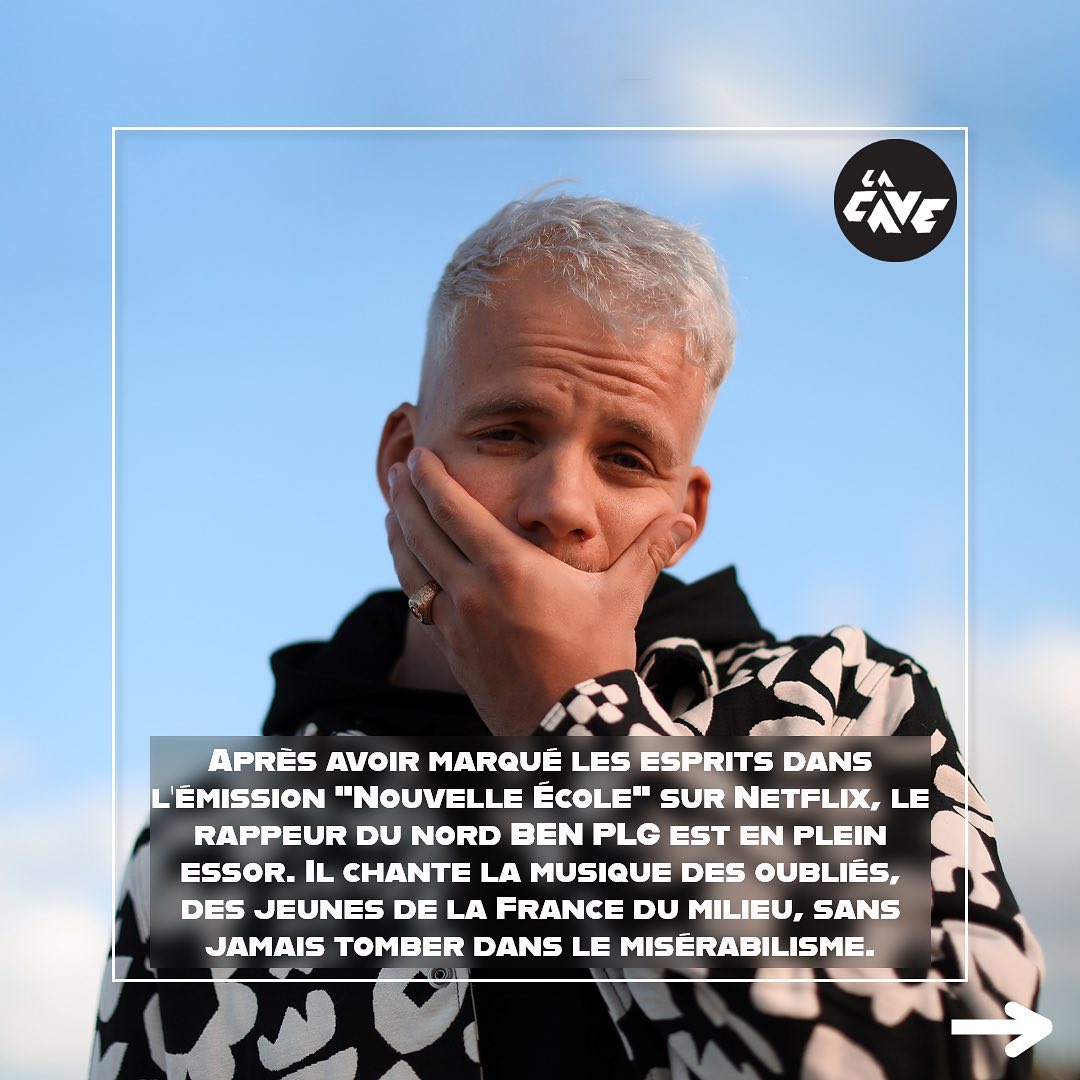 LA
CAVE
Après avoir marqué les esprits dans
l'émission "Nouvelle École" sur Netflix, le
rappeur du nord BEN PLG est en plein
essor. Il chante la musique des oubliés,
des jeunes de la France du milieu, sans
jamais tomber dans le misérabilisme.